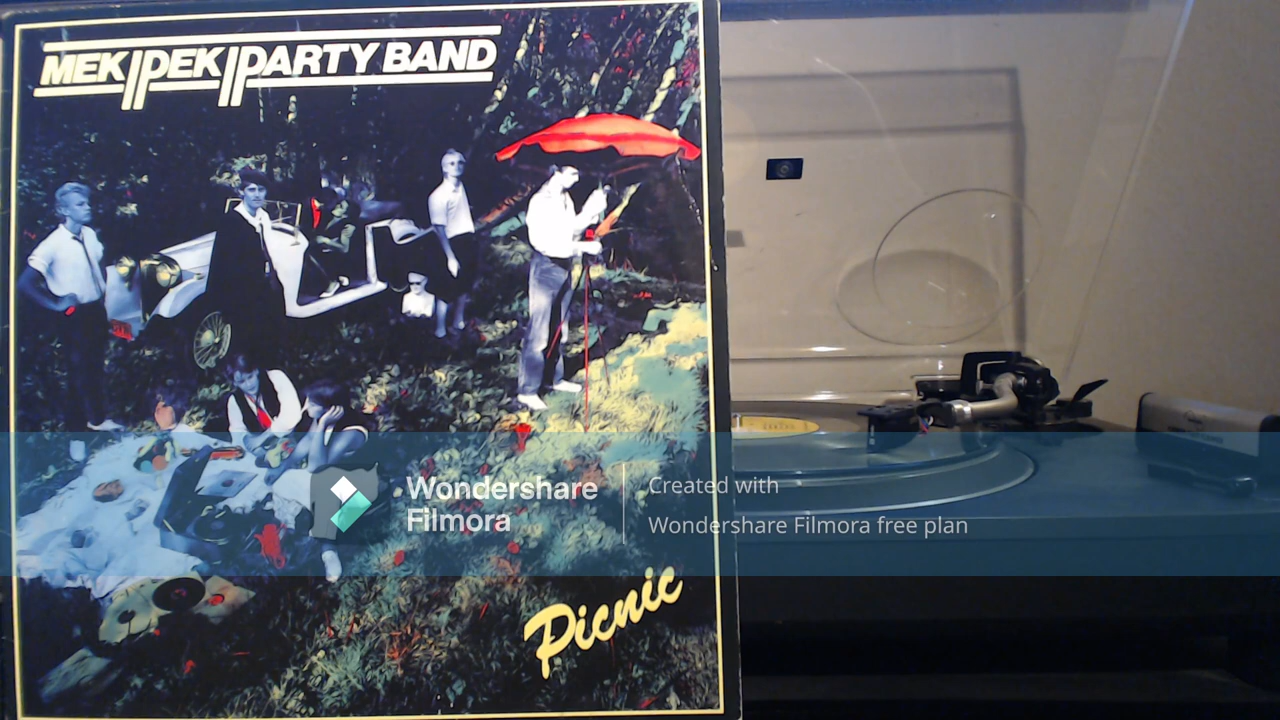 MEK PEK PARTY BAND
Picnic
Wondershare
Filmora
Created with
Wondershare Filmora free plan